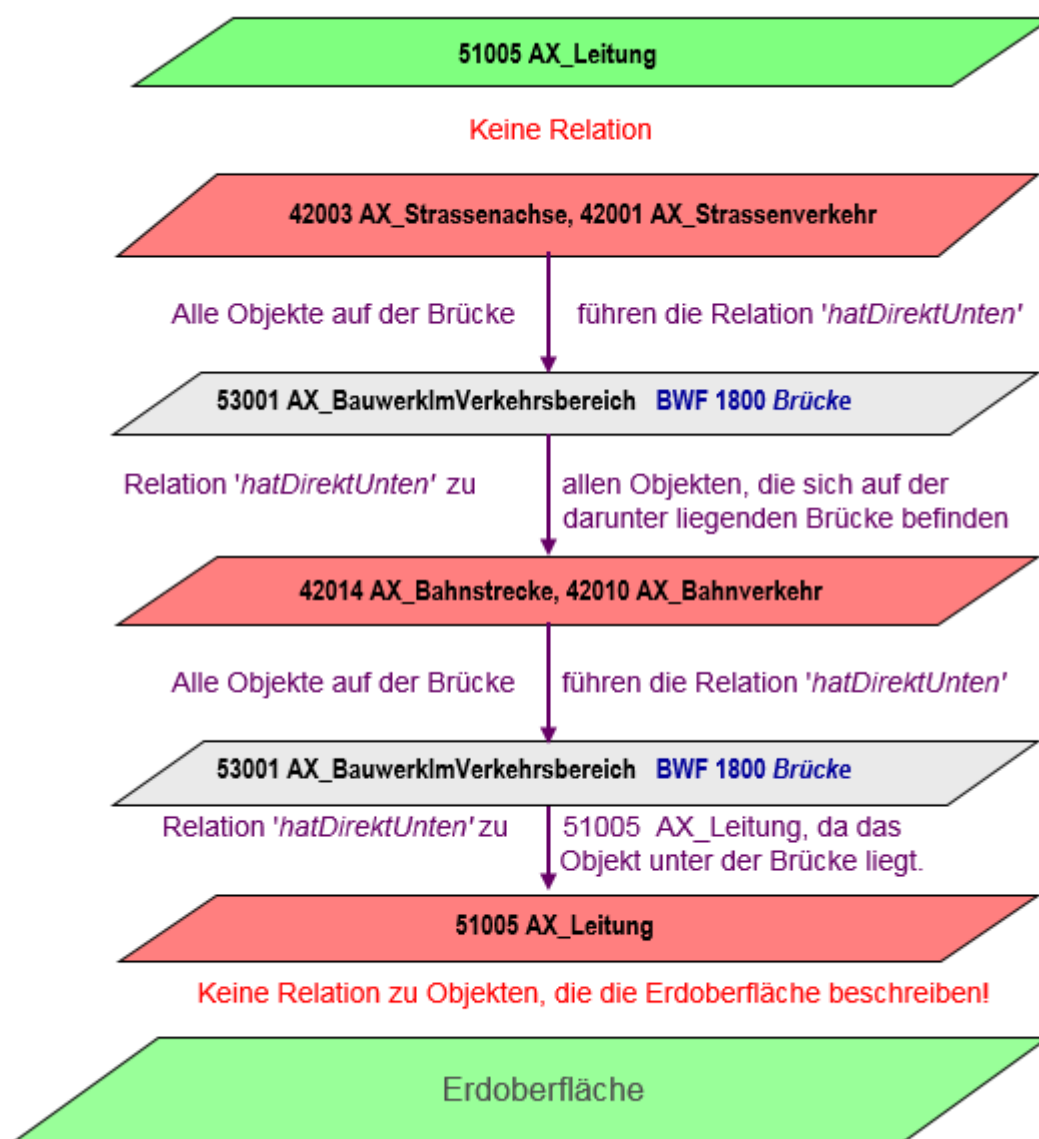 51005 AX_Leitung
Keine Relation
42003 AX_Strassenachse, 42001 AX_Strassenverkehr
Alle Objekte auf der Brücke führen die Relation 'hatDirektUnten'
53001 AX_BauwerkImVerkehrsbereich BWF 1800 Brücke
Relation 'hatDirektUnten' zu allen Objekten, die sich auf der
darunter liegenden Brücke befinden
42014 AX_Bahnstrecke, 42010 AX_Bahnverkehr
Alle Objekte auf der Brücke führen die Relation 'hatDirektUnten'
53001 AX_BauwerkImVerkehrsbereich BWF 1800 Brücke
Relation 'hatDirektUnten' zu 51005 AX_Leitung, da das
Objekt unter der Brücke liegt.
51005 AX_Leitung
Keine Relation zu Objekten, die die Erdoberfläche beschreiben!
Erdoberfläche